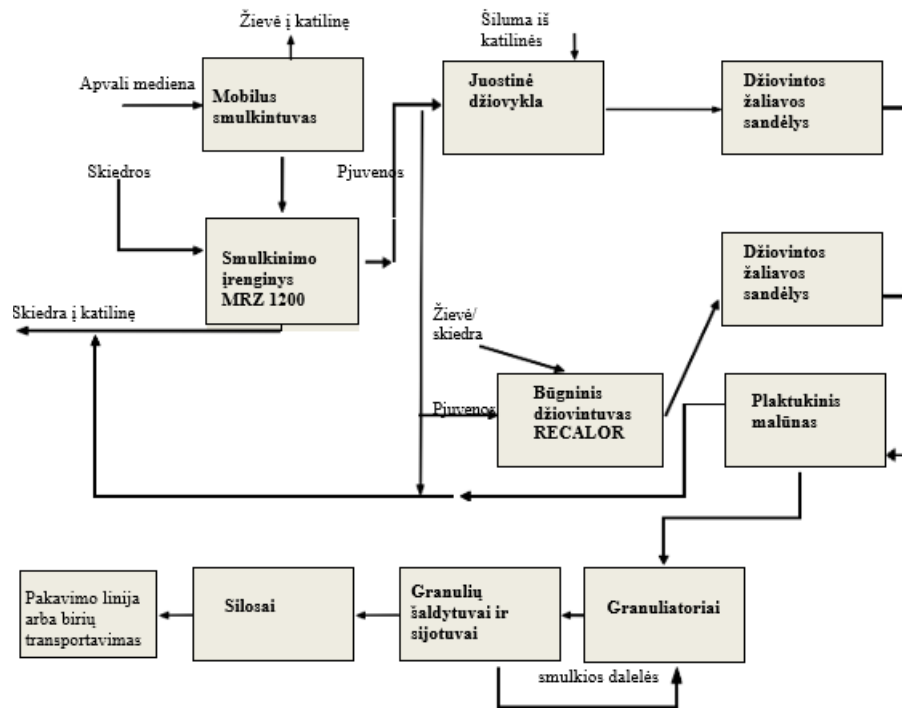 Žievė į katilinę
Šiluma iš
katilinės
Apvali mediena
Mobilus
smulkintuvas
Juostinė
džiovykla
Džiovintos
žaliavos
sandėlys
Skiedros
Pjuvenos
Smulkinimo
įrenginys
MRZ 1200
Džiovintos
žaliavos
sandėlys
Skiedra į katilinę
Žievė/
skiedra
Pjuvenos
Būgninis
džiovintuvas
RECALOR
Plaktukinis
malūnas
Pakavimo linija
arba birių
transportavimas
Silosai
Granulių
šaldytuvai ir
sijotuvai
Granuliatoriai
smulkios dalelės